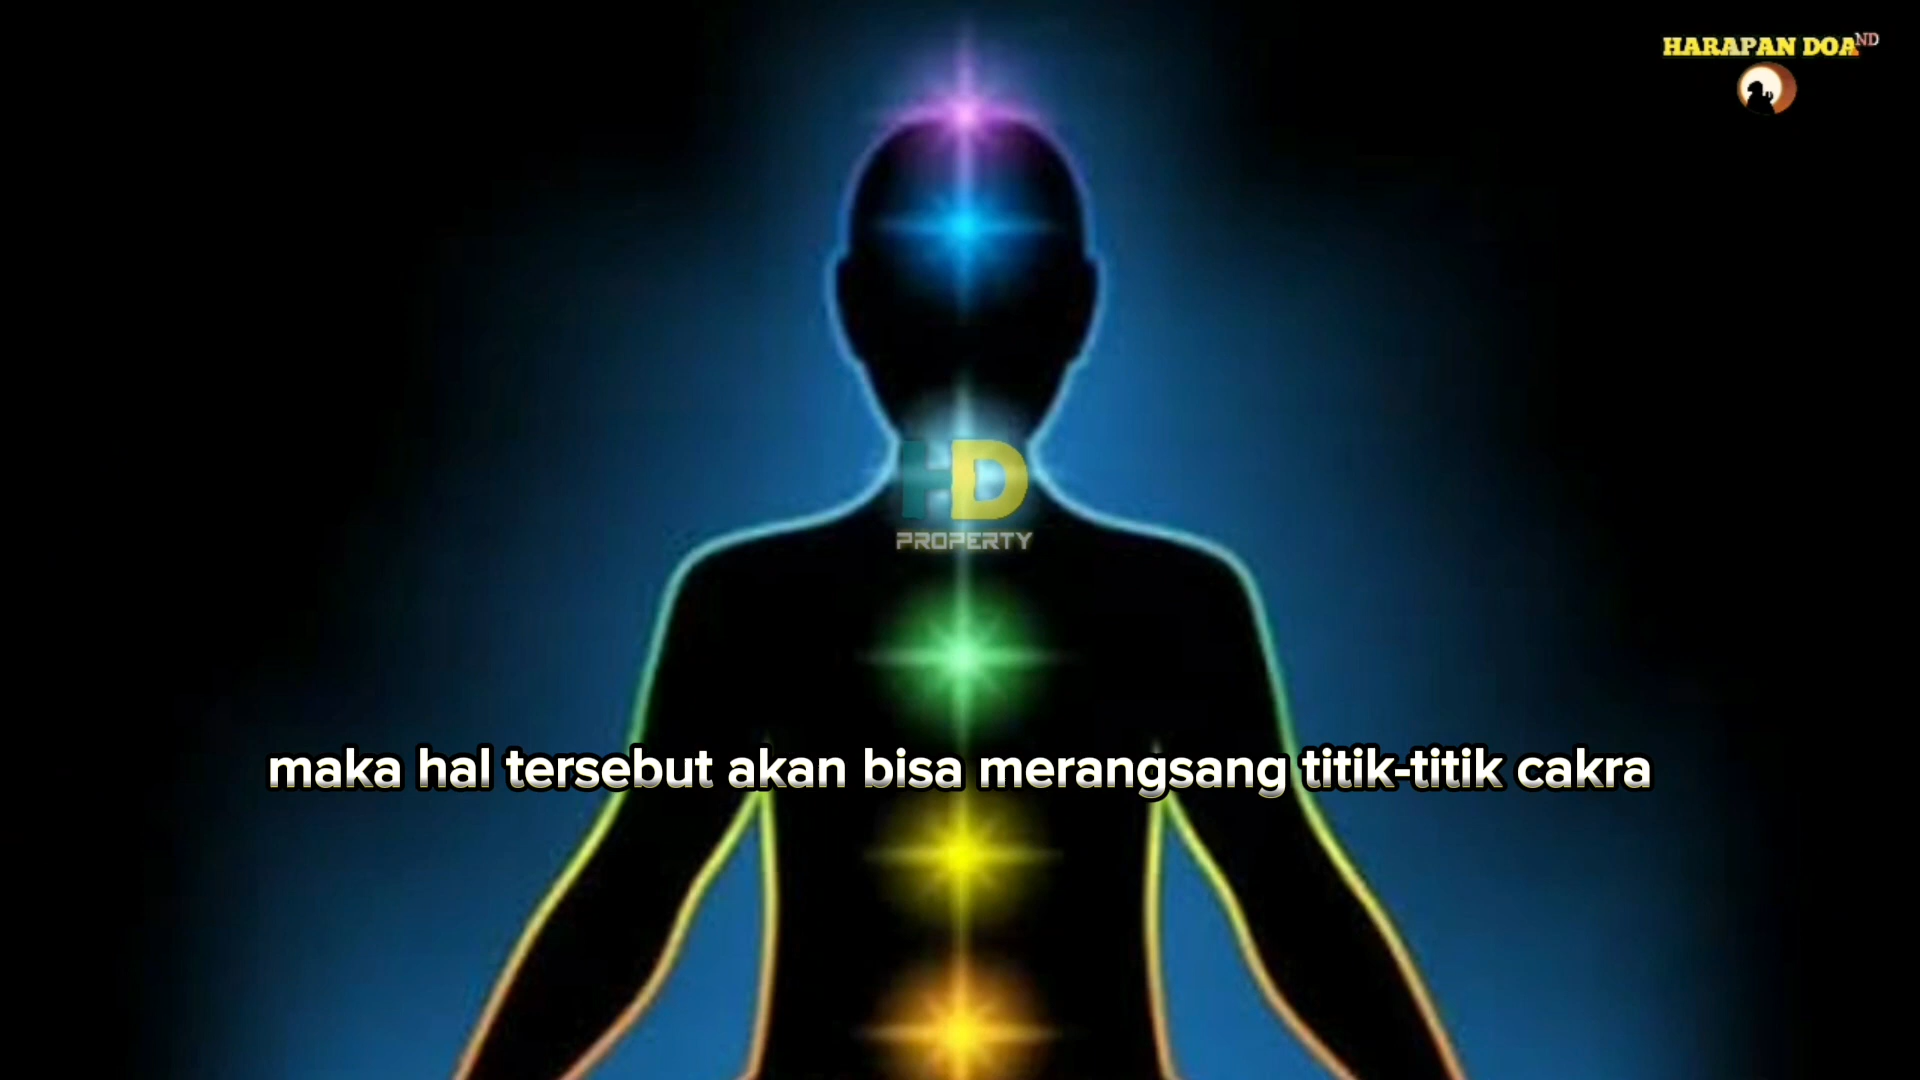 HARAPAN DOA ND
HD
PROPERTY
maka hal tersebut akan bisa merangsang titik-titik cakra